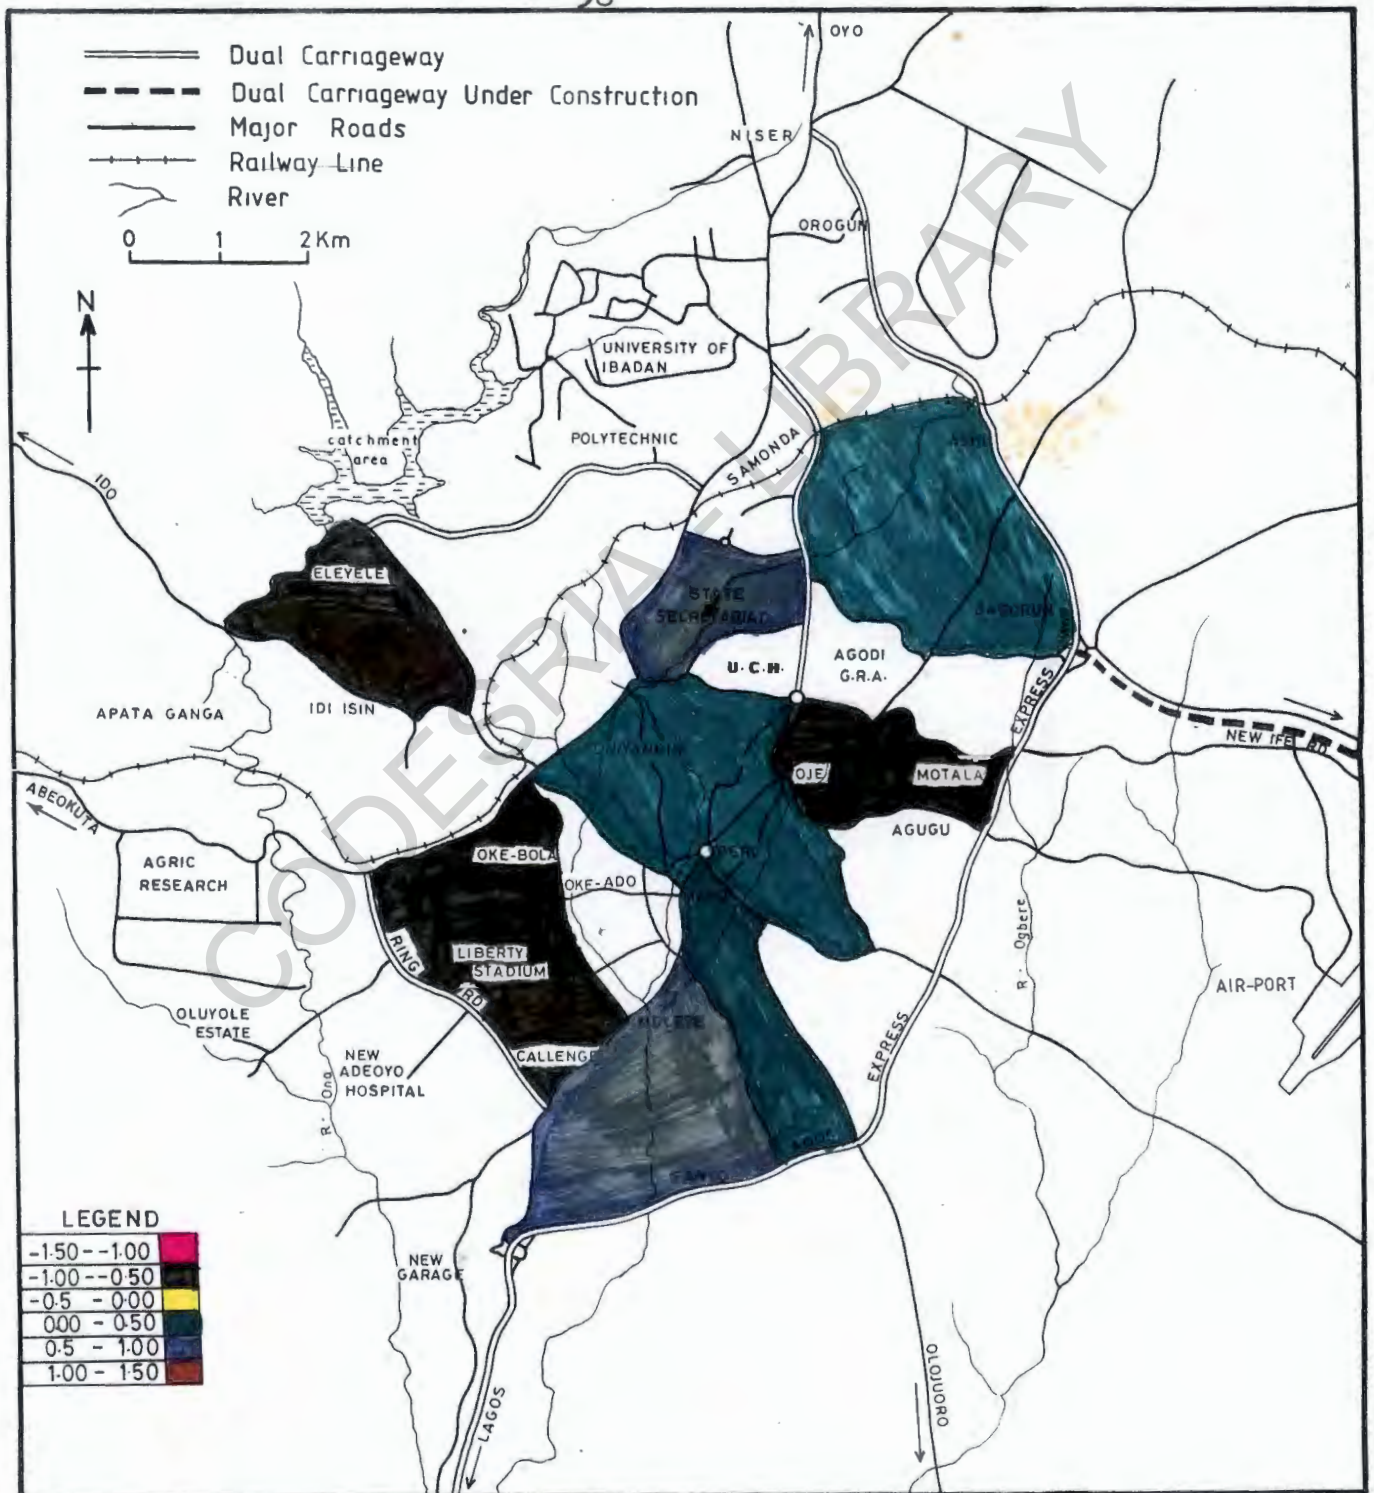 OYO
Dual Carriageway
Dual Carriageway Under Construction
Major Roads
Railway Line
River
0 1 2 Km
N
NISER
OROGUN
UNIVERSITY OF
IBADAN
catchment
area
POLYTECHNIC
SAMONDA
IDO
ELEYELE
STATE
SECRETARIAT
U.C.H.
AGODI
G.R.A.
EXPRESS
NEW IFE RD
APATA GANGA
IDI ISIN
OJE
MOTALA
AGUGU
ABEOKUTA
AGRIC
RESEARCH
OKE-BOLA
OKE-ADO
RING
RD
LIBERTY
STADIUM
R. Ogbere
AIR-PORT
OLUYOLE
ESTATE
NEW
ADEOYO
HOSPITAL
R. Ona
CALLENGE
MOLETE
EXPRESS
LEGEND
-1.50 - -1.00
-1.00 - -0.50
-0.5 - 0.00
0.00 - 0.50
0.5 - 1.00
1.00 - 1.50
NEW
GARAGE
LAGOS
OLOJUORO
CODESRIA - LIBRARY